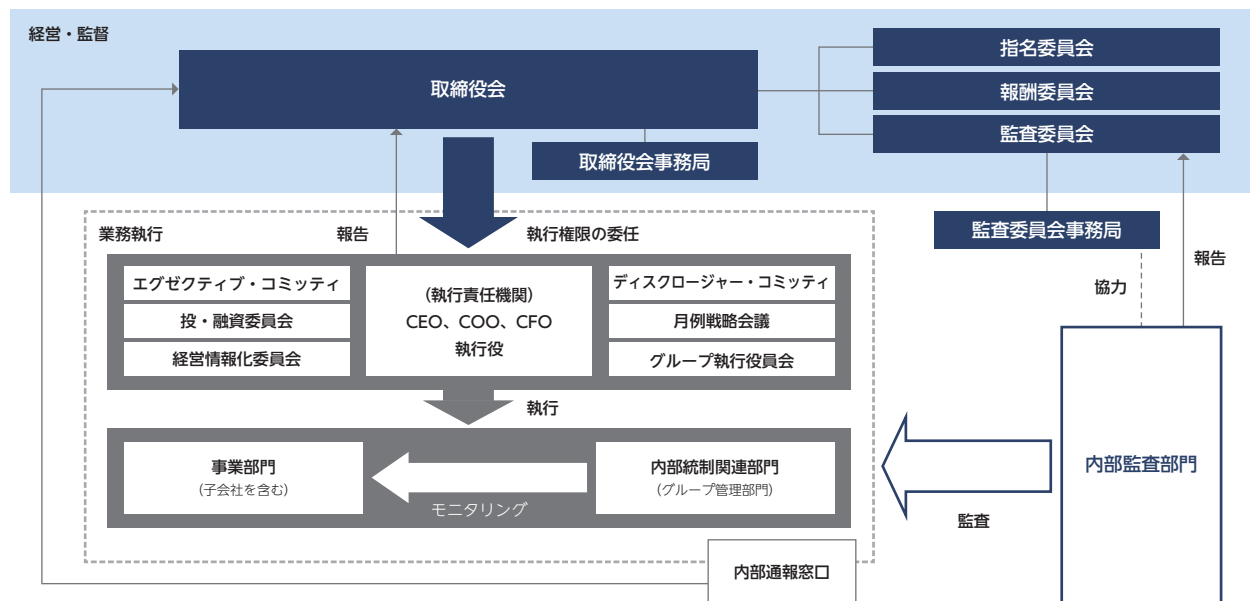 経営・監督
取締役会
取締役会事務局
指名委員会
報酬委員会
監査委員会
監査委員会事務局
業務執行
報告
執行権限の委任
エグゼクティブ・コミッティ
投・融資委員会
経営情報化委員会
(執行責任機関)
CEO、COO、CFO
執行役
ディスクロージャー・コミッティ
月例戦略会議
グループ執行役員会
執行
事業部門
(子会社を含む)
モニタリング
内部統制関連部門
(グループ管理部門)
協力
報告
内部監査部門
監査
内部通報窓口